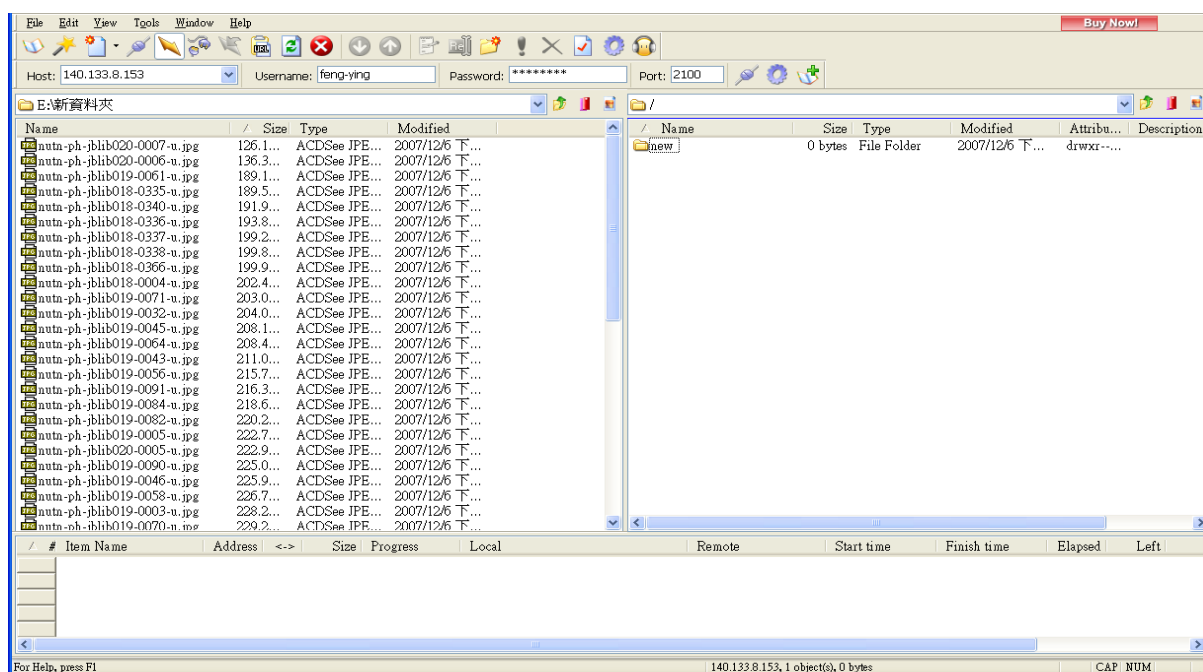 File Edit View Tools Window Help Buy Now!
URL
Host: 140.133.8.153 Username: feng-ying Password: ******** Port: 2100
E:\新資料夾 /
Name / Size Type Modified / Name Size Type Modified Attribu... Description
nutn-ph-jblib020-0007-u.jpg 126.1... ACDSee JPE... 2007/12/6 下... new 0 bytes File Folder 2007/12/6 下... drwxr--...
nutn-ph-jblib020-0006-u.jpg 136.3... ACDSee JPE... 2007/12/6 下...
nutn-ph-jblib019-0061-u.jpg 189.1... ACDSee JPE... 2007/12/6 下...
nutn-ph-jblib018-0335-u.jpg 189.5... ACDSee JPE... 2007/12/6 下...
nutn-ph-jblib018-0340-u.jpg 191.9... ACDSee JPE... 2007/12/6 下...
nutn-ph-jblib018-0336-u.jpg 193.8... ACDSee JPE... 2007/12/6 下...
nutn-ph-jblib018-0337-u.jpg 199.2... ACDSee JPE... 2007/12/6 下...
nutn-ph-jblib018-0338-u.jpg 199.8... ACDSee JPE... 2007/12/6 下...
nutn-ph-jblib018-0366-u.jpg 199.9... ACDSee JPE... 2007/12/6 下...
nutn-ph-jblib018-0004-u.jpg 202.4... ACDSee JPE... 2007/12/6 下...
nutn-ph-jblib019-0071-u.jpg 203.0... ACDSee JPE... 2007/12/6 下...
nutn-ph-jblib019-0032-u.jpg 204.0... ACDSee JPE... 2007/12/6 下...
nutn-ph-jblib019-0045-u.jpg 208.1... ACDSee JPE... 2007/12/6 下...
nutn-ph-jblib019-0064-u.jpg 208.4... ACDSee JPE... 2007/12/6 下...
nutn-ph-jblib019-0043-u.jpg 211.0... ACDSee JPE... 2007/12/6 下...
nutn-ph-jblib019-0056-u.jpg 215.7... ACDSee JPE... 2007/12/6 下...
nutn-ph-jblib019-0091-u.jpg 216.3... ACDSee JPE... 2007/12/6 下...
nutn-ph-jblib019-0084-u.jpg 218.6... ACDSee JPE... 2007/12/6 下...
nutn-ph-jblib019-0082-u.jpg 220.2... ACDSee JPE... 2007/12/6 下...
nutn-ph-jblib019-0005-u.jpg 222.7... ACDSee JPE... 2007/12/6 下...
nutn-ph-jblib020-0005-u.jpg 222.9... ACDSee JPE... 2007/12/6 下...
nutn-ph-jblib019-0090-u.jpg 225.0... ACDSee JPE... 2007/12/6 下...
nutn-ph-jblib019-0046-u.jpg 225.9... ACDSee JPE... 2007/12/6 下...
nutn-ph-jblib019-0058-u.jpg 226.7... ACDSee JPE... 2007/12/6 下...
nutn-ph-jblib019-0003-u.jpg 228.2... ACDSee JPE... 2007/12/6 下...
nutn-ph-jblib019-0070-u.jpg 229.2... ACDSee JPE... 2007/12/6 下...
/ # Item Name Address <-> Size Progress Local Remote Start time Finish time Elapsed Left
For Help, press F1 140.133.8.153, 1 object(s), 0 bytes CAP NUM